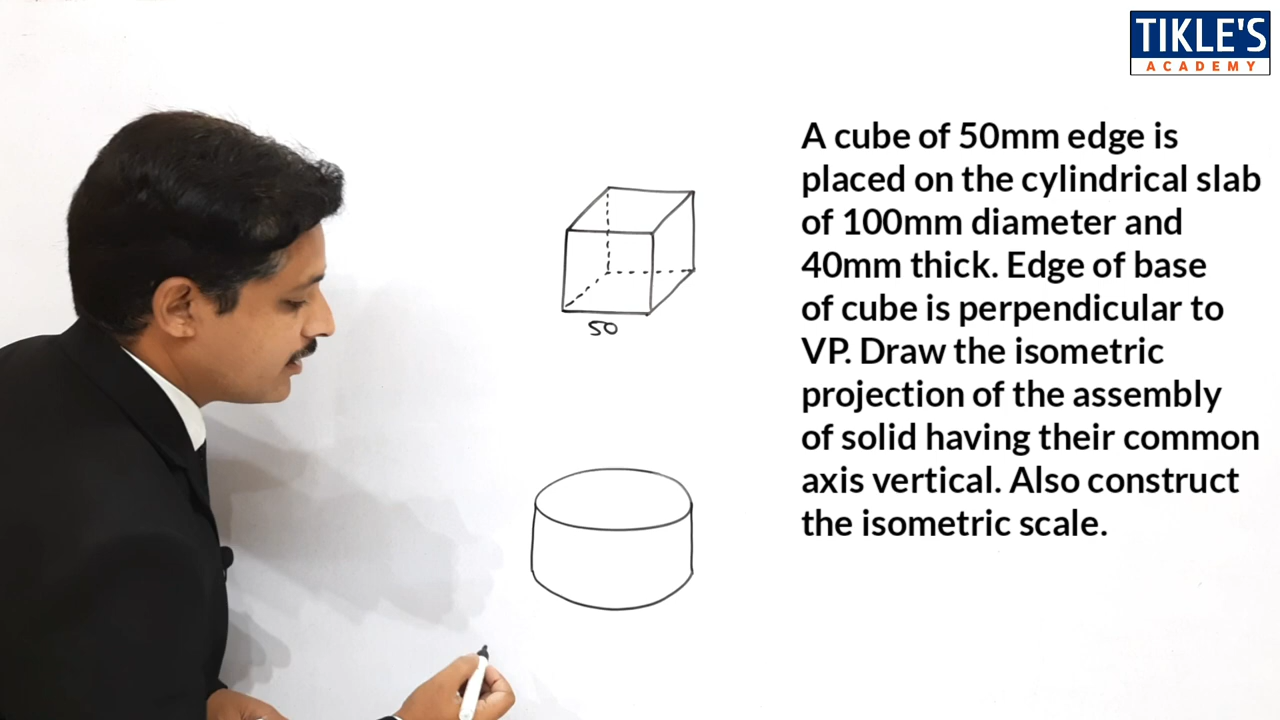 TIKLE'S
ACADEMY
A cube of 50mm edge is
placed on the cylindrical slab
of 100mm diameter and
40mm thick. Edge of base
of cube is perpendicular to
VP. Draw the isometric
projection of the assembly
of solid having their common
axis vertical. Also construct
the isometric scale.
50